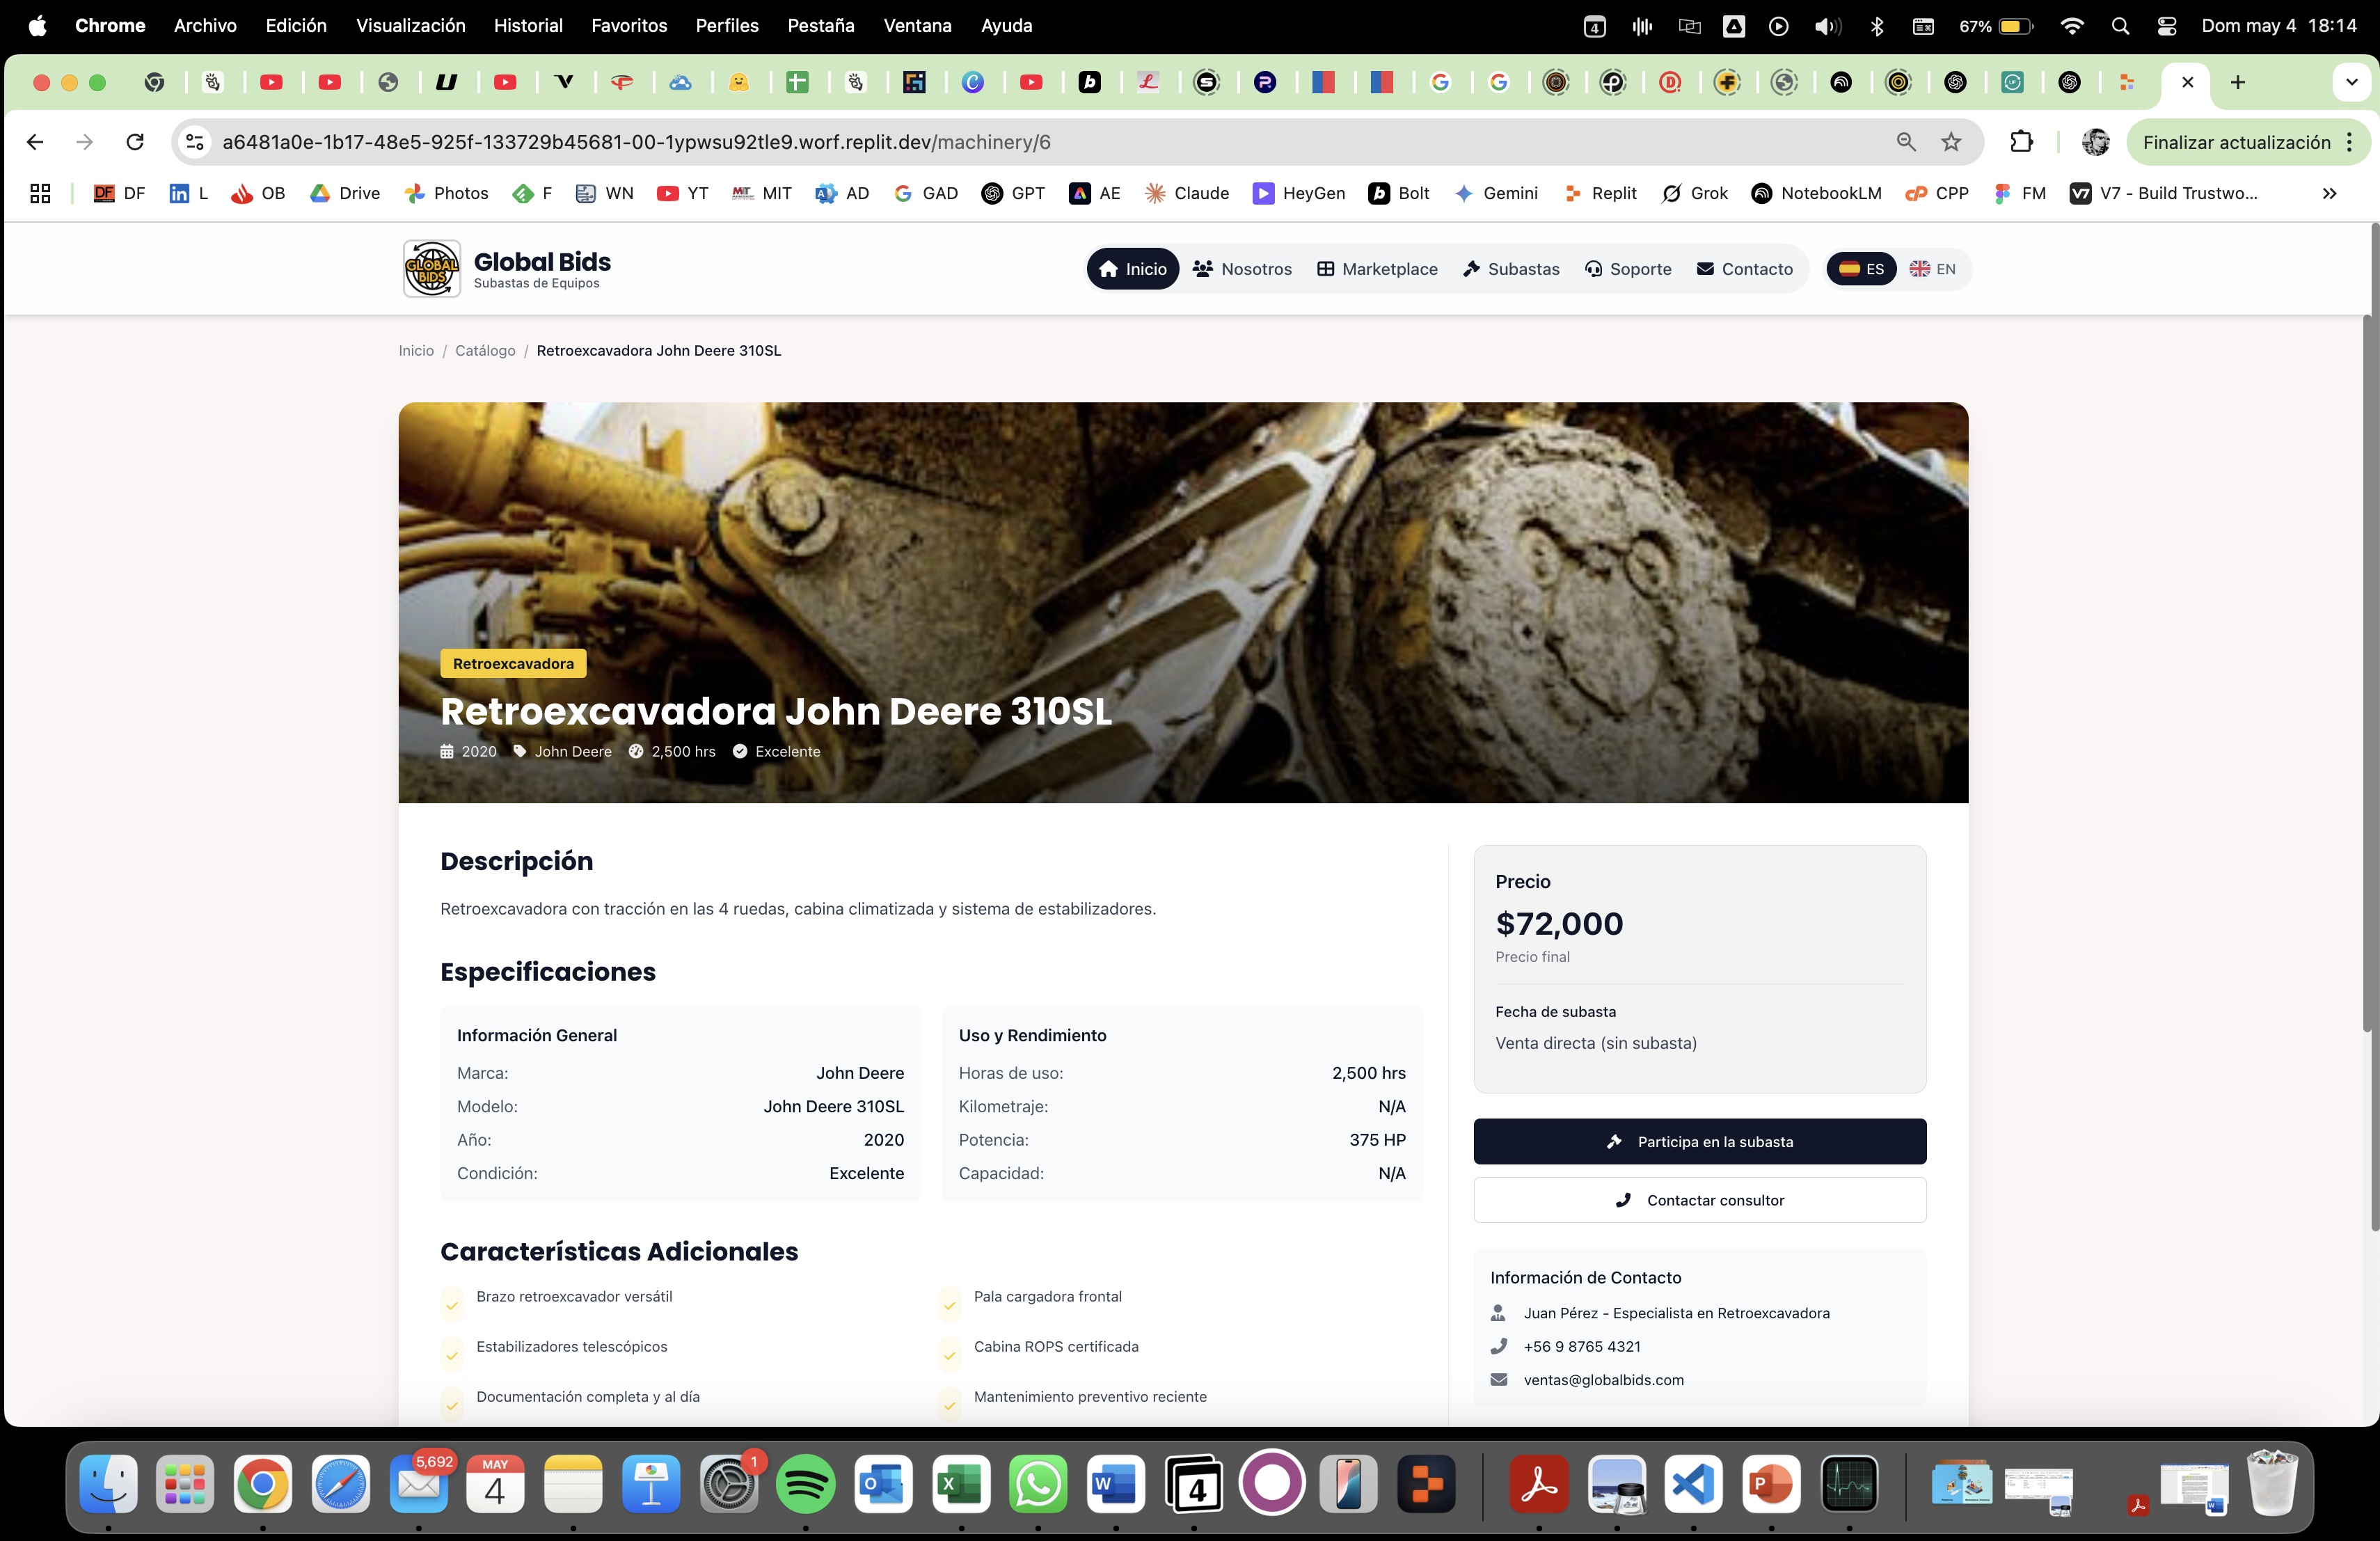 Chrome Archivo Edición Visualización Historial Favoritos Perfiles Pestaña Ventana Ayuda
4 67% Dom may 4 18:14
a6481a0e-1b17-48e5-925f-133729b45681-00-1ypwsu92tle9.worf.replit.dev/machinery/6
Finalizar actualización
DF DF L OB Drive Photos F WN YT MIT AD GAD GPT AE Claude HeyGen Bolt Gemini Replit Grok NotebookLM CPP FM V7 - Build Trustwo...
GLOBAL BIDS
Global Bids
Subastas de Equipos
Inicio Nosotros Marketplace Subastas Soporte Contacto ES EN
Inicio / Catálogo / Retroexcavadora John Deere 310SL
Retroexcavadora
Retroexcavadora John Deere 310SL
2020 John Deere 2,500 hrs Excelente
Descripción
Retroexcavadora con tracción en las 4 ruedas, cabina climatizada y sistema de estabilizadores.
Especificaciones
Información General
Marca: John Deere
Modelo: John Deere 310SL
Año: 2020
Condición: Excelente
Uso y Rendimiento
Horas de uso: 2,500 hrs
Kilometraje: N/A
Potencia: 375 HP
Capacidad: N/A
Características Adicionales
Brazo retroexcavador versátil
Pala cargadora frontal
Estabilizadores telescópicos
Cabina ROPS certificada
Documentación completa y al día
Mantenimiento preventivo reciente
Precio
$72,000
Precio final
Fecha de subasta
Venta directa (sin subasta)
Participa en la subasta
Contactar consultor
Información de Contacto
Juan Pérez - Especialista en Retroexcavadora
+56 9 8765 4321
ventas@globalbids.com
5,692
MAY
4
1
4